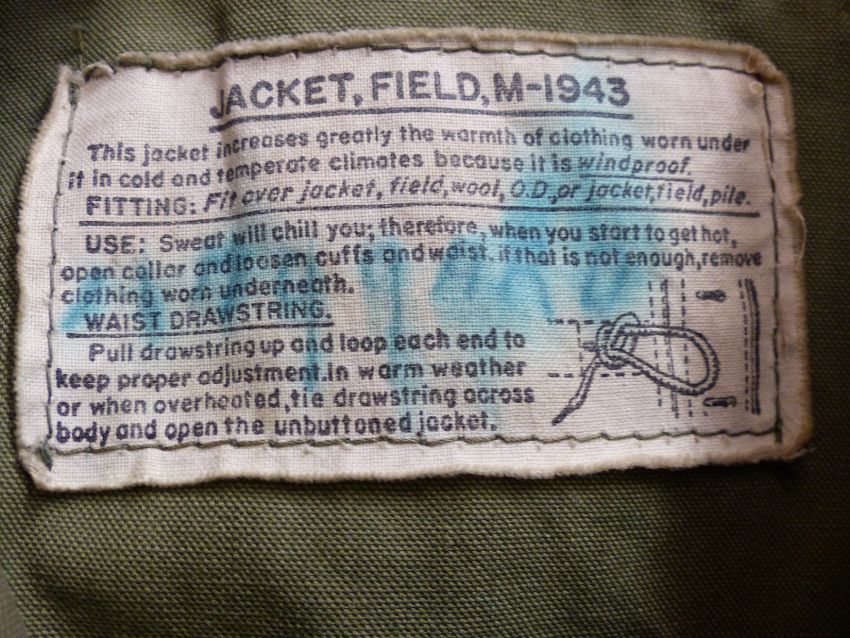 JACKET, FIELD, M-1943
This jacket increases greatly the warmth of clothing worn under
it in cold and temperate climates because it is windproof.
FITTING: Fit over jacket, field, wool, O.D., or jacket, field, pile.
USE: Sweat will chill you; therefore, when you start to get hot,
open collar and loosen cuffs and waist. if that is not enough, remove
clothing worn underneath.
WAIST DRAWSTRING.
Pull drawstring up and loop each end to
keep proper adjustment. In warm weather
or when overheated, tie drawstring across
body and open the unbuttoned jacket.